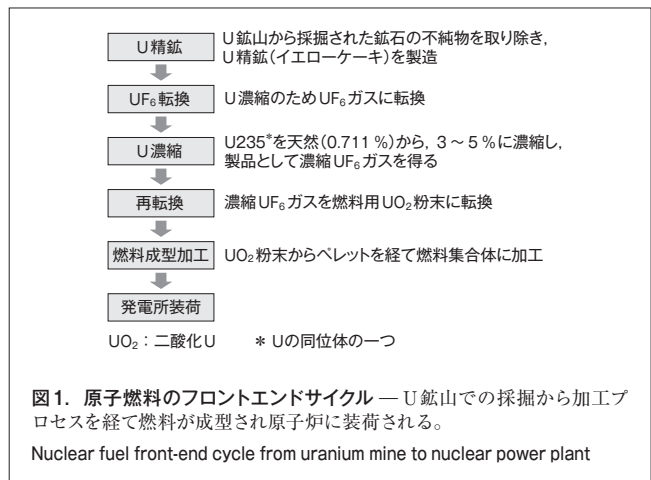 U精鉱
U鉱山から採掘された鉱石の不純物を取り除き,
U精鉱(イエローケーキ)を製造
UF₆転換
U濃縮のためUF₆ガスに転換
U濃縮
U235*を天然(0.711 %)から, 3~5 %に濃縮し,
製品として濃縮UF₆ガスを得る
再転換
濃縮UF₆ガスを燃料用UO₂粉末に転換
燃料成型加工
UO₂粉末からペレットを経て燃料集合体に加工
発電所装荷
UO₂:二酸化U
* Uの同位体の一つ
図1. 原子燃料のフロントエンドサイクル — U鉱山での採掘から加工プ
ロセスを経て燃料が成型され原子炉に装荷される。
Nuclear fuel front-end cycle from uranium mine to nuclear power plant